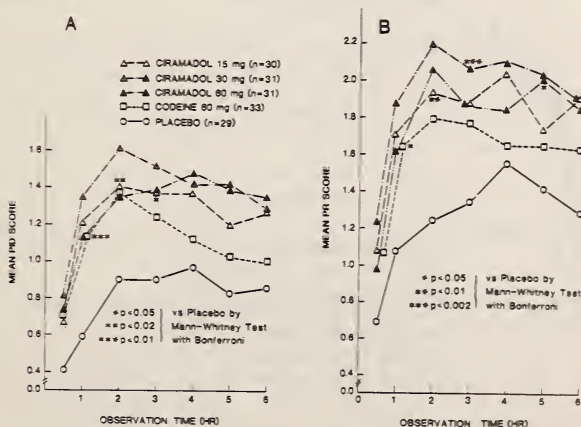 A
B
CIRAMADOL 15 mg (n=30)
CIRAMADOL 30 mg (n=31)
CIRAMADOL 60 mg (n=31)
CODEINE 60 mg (n=33)
PLACEBO (n=29)
MEAN PID SCORE
1.6
1.4
1.2
1.0
0.8
0.6
0.4
0.0
1 2 3 4 5 6
OBSERVATION TIME (HR)
** *** *
* p<0.05
** p<0.02
*** p<0.01
vs Placebo by
Mann-Whitney Test
with Bonferroni
MEAN PR SCORE
2.2
2.0
1.8
1.6
1.4
1.2
1.0
0.8
0.6
0.4
0
0 1 2 3 4 5 6
OBSERVATION TIME (HR)
*** ** * *
* p<0.05
** p<0.01
*** p<0.002
vs Placebo by
Mann-Whitney Test
with Bonferroni